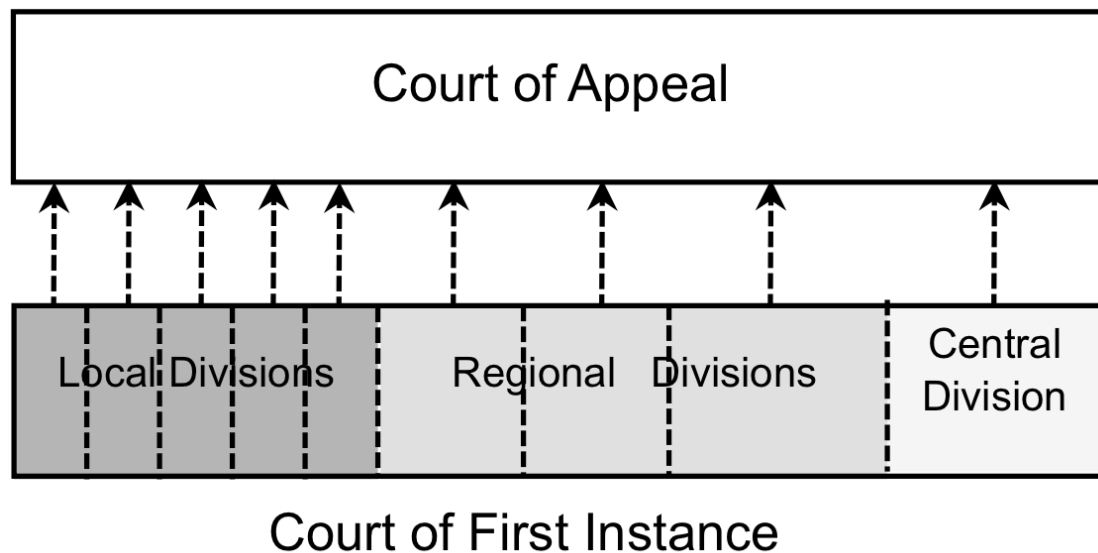 Court of Appeal
Local Divisions
Regional Divisions
Central
Division
Court of First Instance